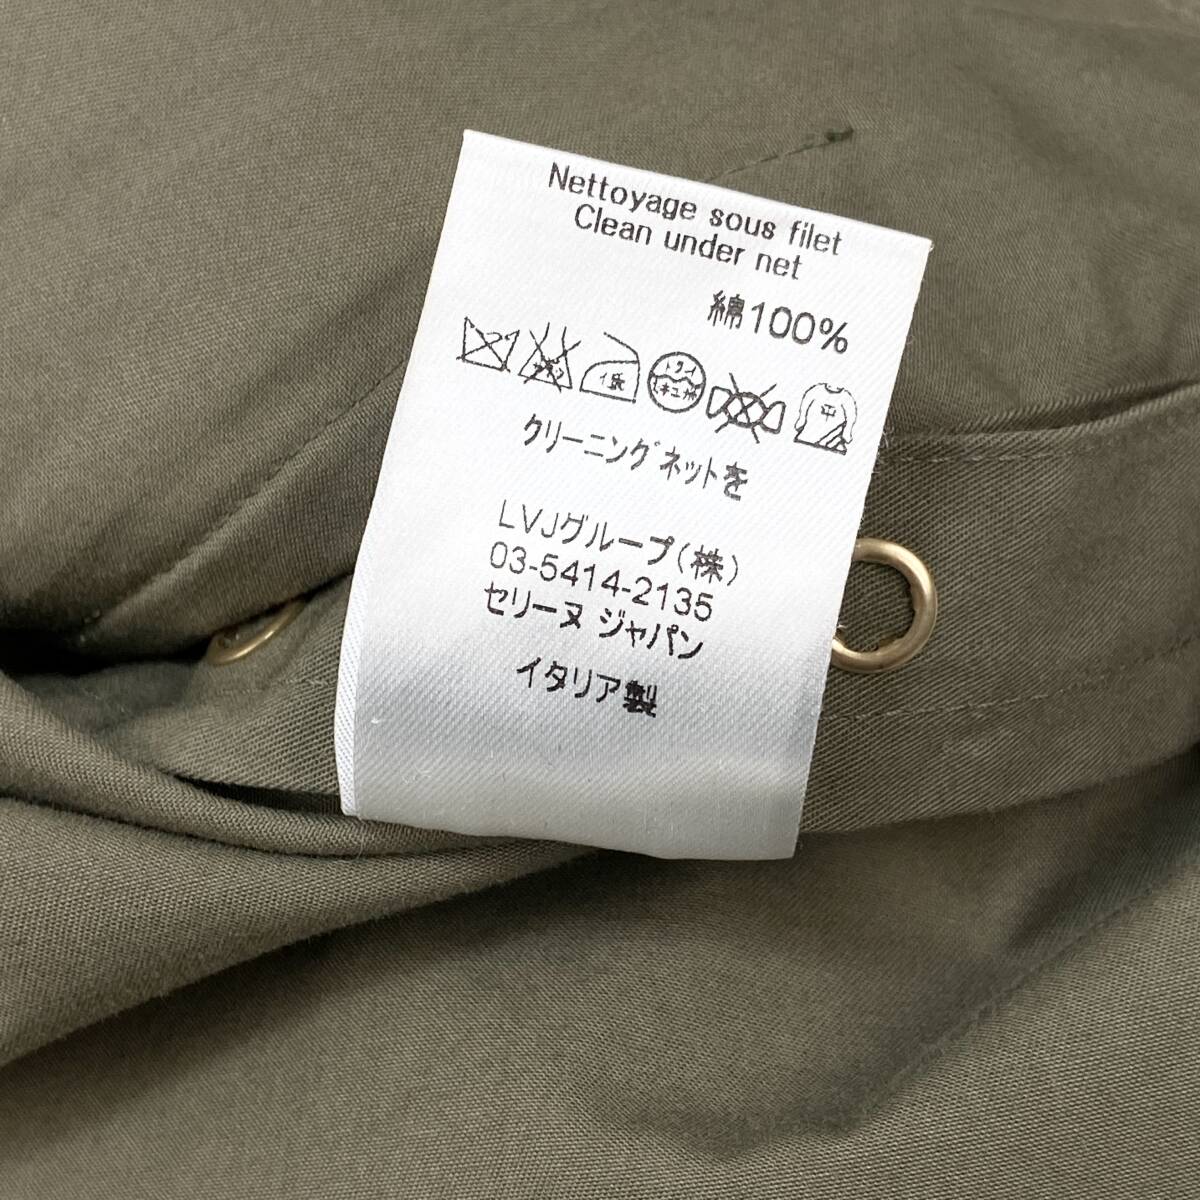 Nettoyage sous filet
Clean under net
綿100%
クリーニングネットを
LVJグループ(株)
03-5414-2135
セリーヌ ジャパン
イタリア製